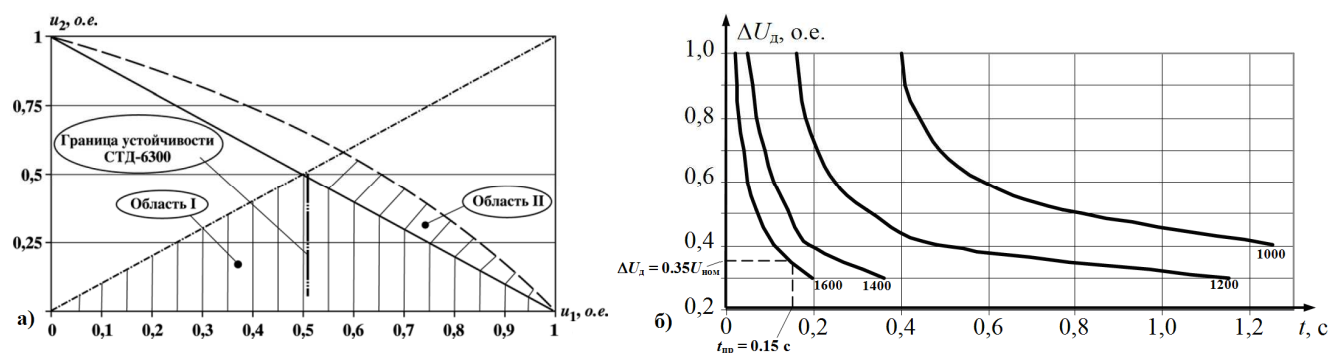 u₂, о.е.
1
0,75
Граница устойчивости
СТД-6300
0,5
Область I
Область II
0,25
а)
0
0,1
0,2
0,3
0,4
0,5
0,6
0,7
0,8
0,9
1
u₁, о.е.
б)
ΔUд, о.е.
1,0
0,8
0,6
0,4
ΔUд = 0.35Uном
0,2
1600
1400
1200
1000
0
0,2
0,4
0,6
0,8
1,0
1,2
t, с
tпр = 0.15 с